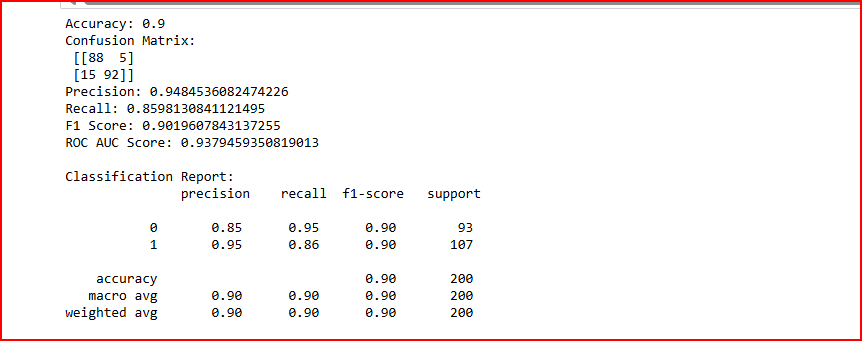 Accuracy: 0.9
Confusion Matrix:
[[88  5]
[15 92]]
Precision: 0.9484536082474226
Recall: 0.8598130841121495
F1 Score: 0.9019607843137255
ROC AUC Score: 0.9379459350819013
Classification Report:
precision recall f1-score support
0 0.85 0.95 0.90 93
1 0.95 0.86 0.90 107
accuracy 0.90 200
macro avg 0.90 0.90 0.90 200
weighted avg 0.90 0.90 0.90 200